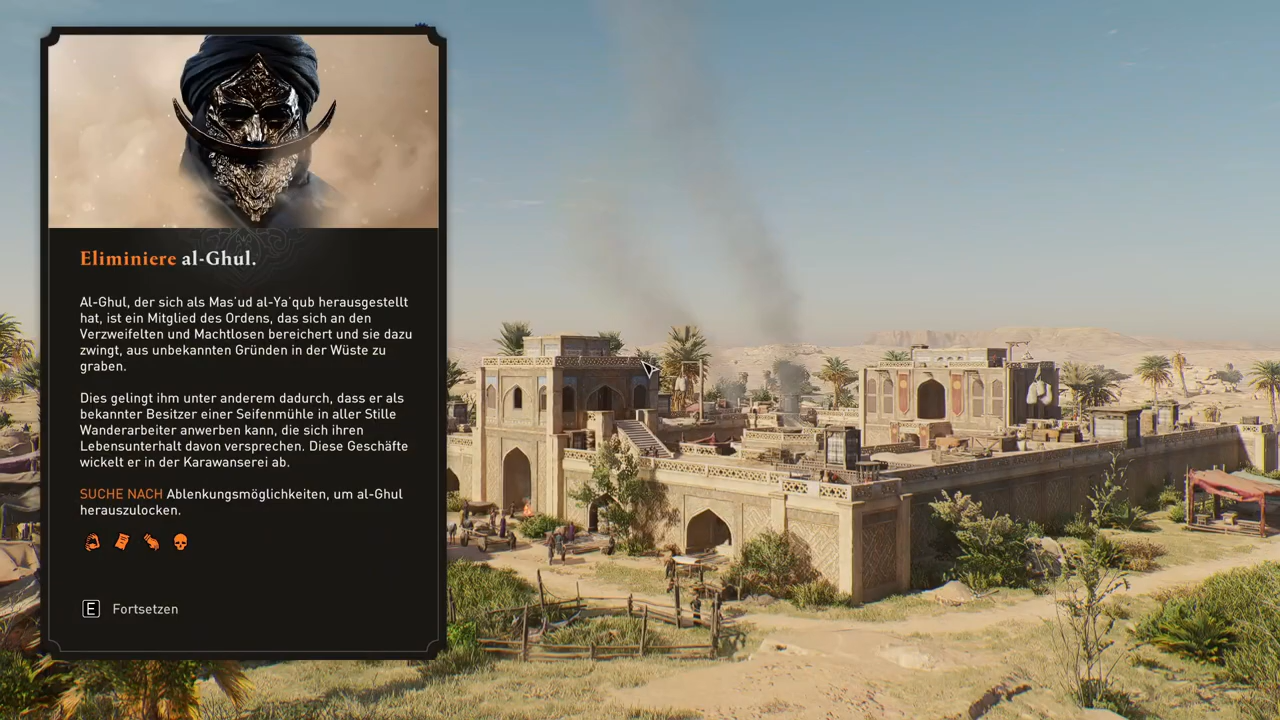 Eliminiere al-Ghul.
Al-Ghul, der sich als Mas'ud al-Ya'qub herausgestellt
hat, ist ein Mitglied des Ordens, das sich an den
Verzweifelten und Machtlosen bereichert und sie dazu
zwingt, aus unbekannten Gründen in der Wüste zu
graben.
Dies gelingt ihm unter anderem dadurch, dass er als
bekannter Besitzer einer Seifenmühle in aller Stille
Wanderarbeiter anwerben kann, die sich ihren
Lebensunterhalt davon versprechen. Diese Geschäfte
wickelt er in der Karawanserei ab.
SUCHE NACH Ablenkungsmöglichkeiten, um al-Ghul
herauszulocken.
E Fortsetzen